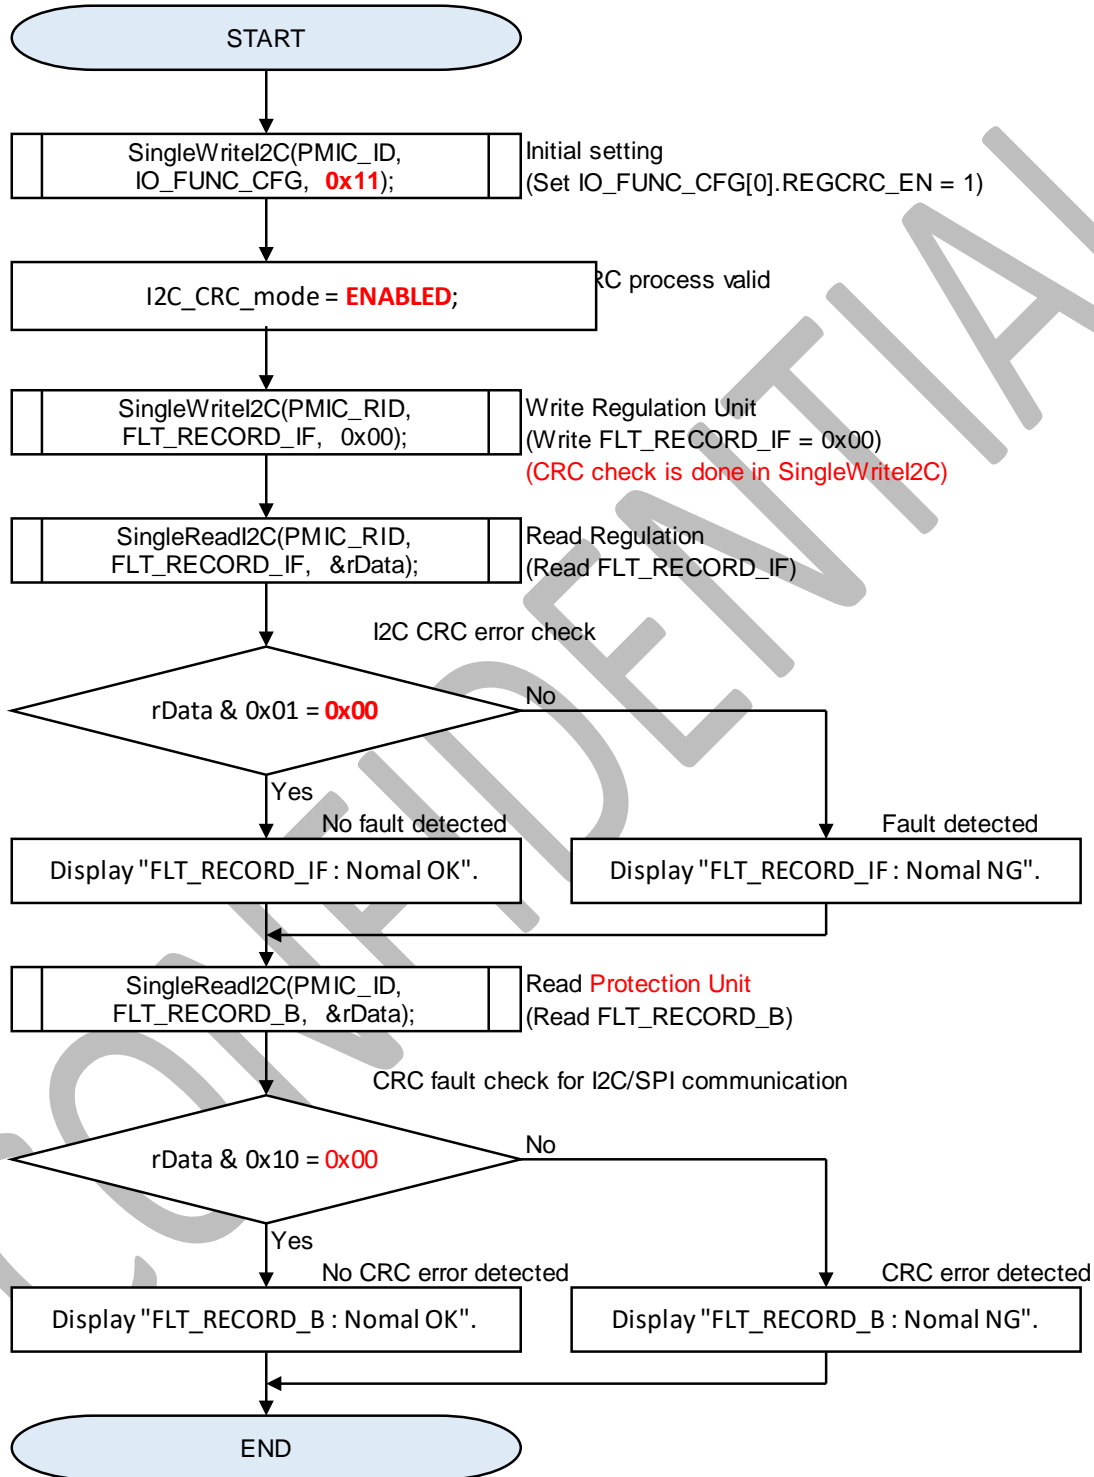 START
SingleWriteI2C(PMIC_ID,
IO_FUNC_CFG, 0x11);
Initial setting
(Set IO_FUNC_CFG[0].REGCRC_EN = 1)
I2C_CRC_mode = ENABLED;
RC process valid
SingleWriteI2C(PMIC_RID,
FLT_RECORD_IF, 0x00);
Write Regulation Unit
(Write FLT_RECORD_IF = 0x00)
(CRC check is done in SingleWriteI2C)
SingleReadI2C(PMIC_RID,
FLT_RECORD_IF, &rData);
Read Regulation
(Read FLT_RECORD_IF)
I2C CRC error check
rData & 0x01 = 0x00
No
Yes
No fault detected
Fault detected
Display "FLT_RECORD_IF : Nomal OK".
Display "FLT_RECORD_IF : Nomal NG".
SingleReadI2C(PMIC_ID,
FLT_RECORD_B, &rData);
Read Protection Unit
(Read FLT_RECORD_B)
CRC fault check for I2C/SPI communication
rData & 0x10 = 0x00
No
Yes
No CRC error detected
CRC error detected
Display "FLT_RECORD_B : Nomal OK".
Display "FLT_RECORD_B : Nomal NG".
END
CONFIDENTIAL